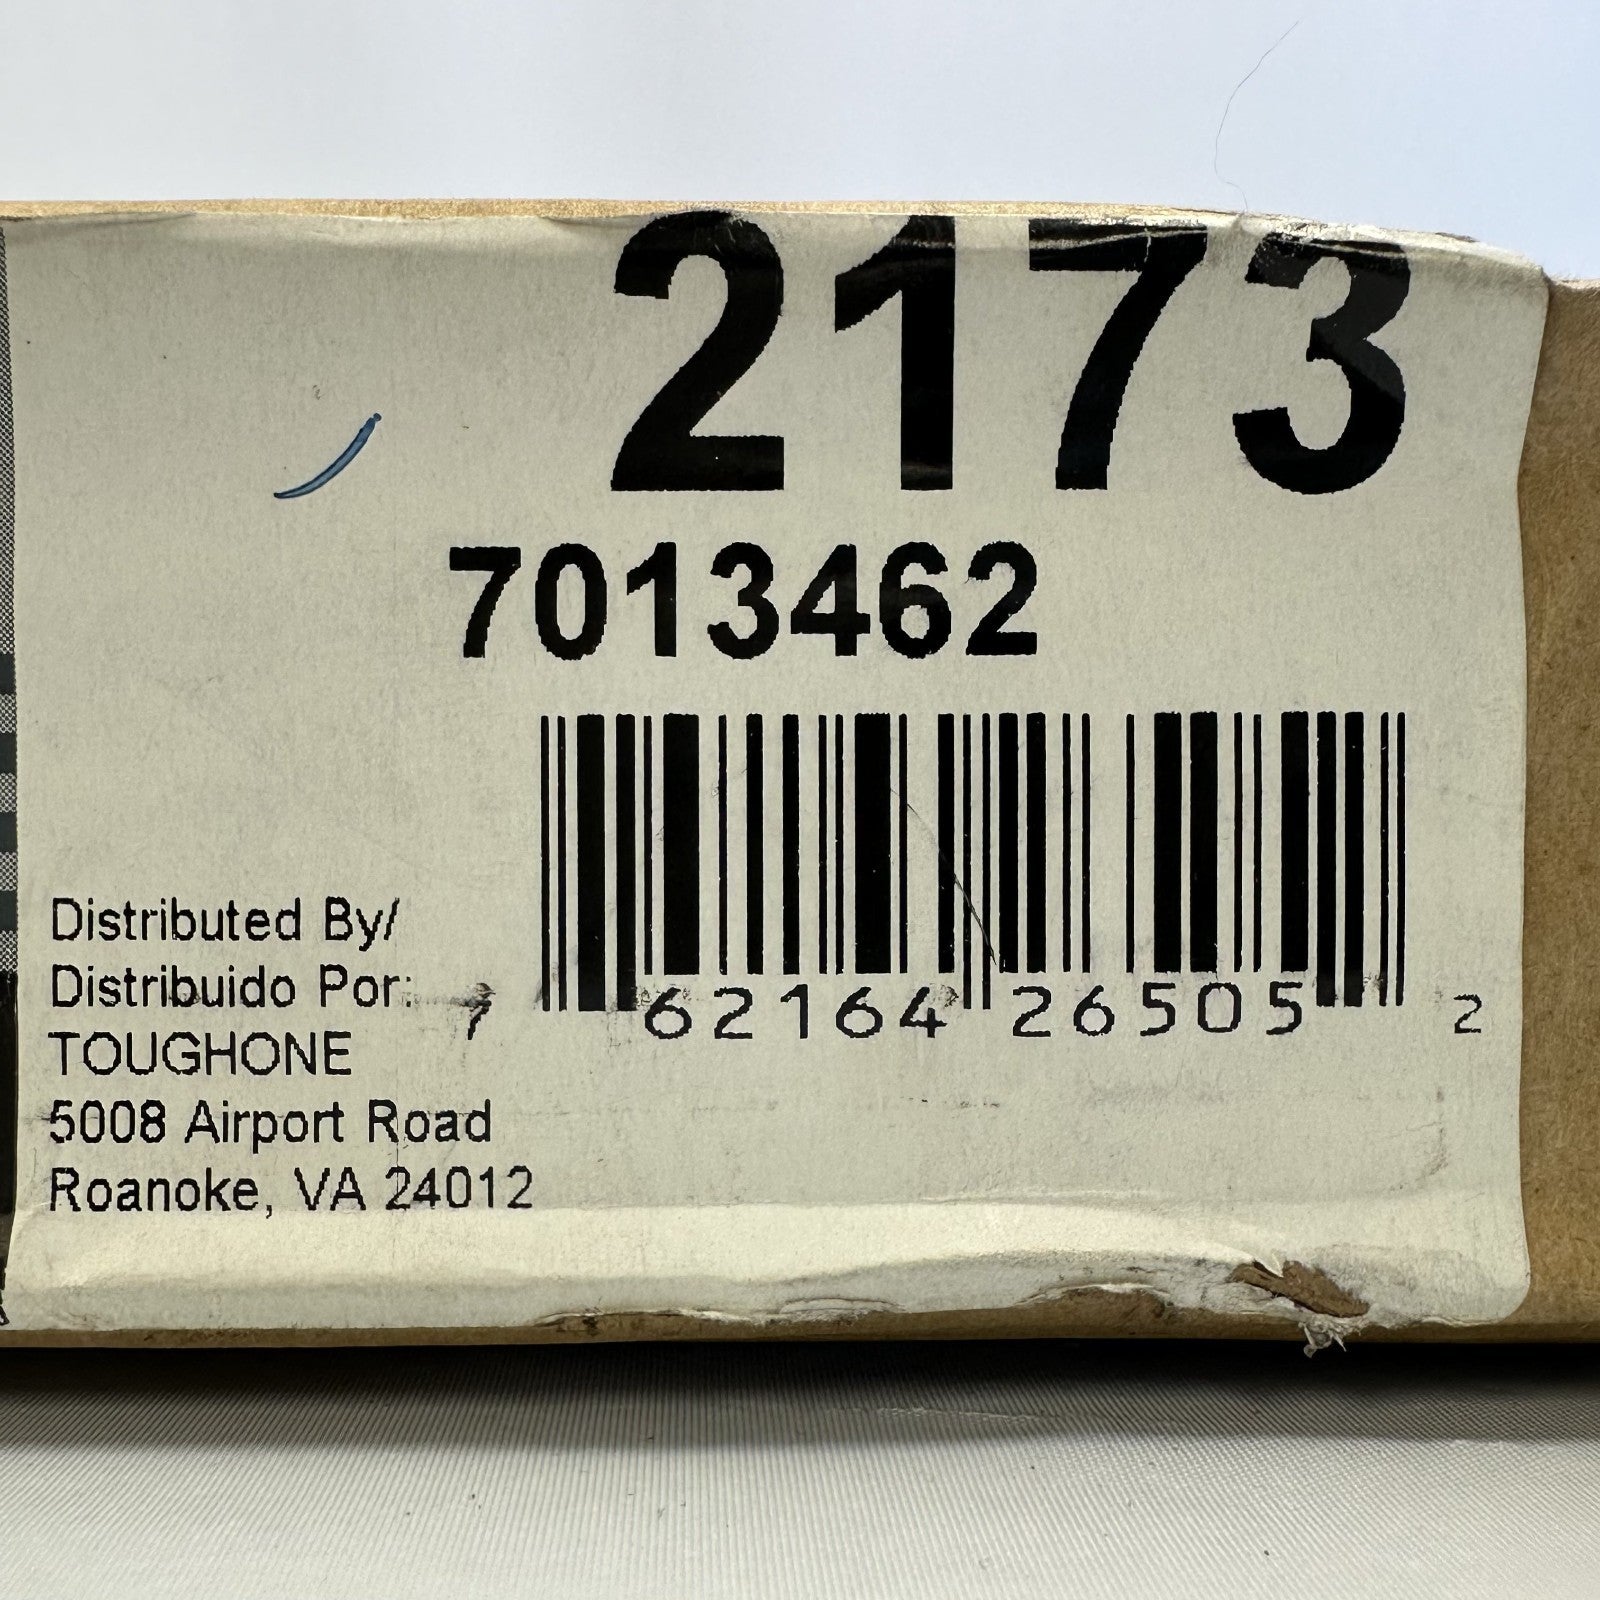 2173
7013462
7 62164 26505 2
Distributed By/
Distribuido Por:
TOUGHONE
5008 Airport Road
Roanoke, VA 24012